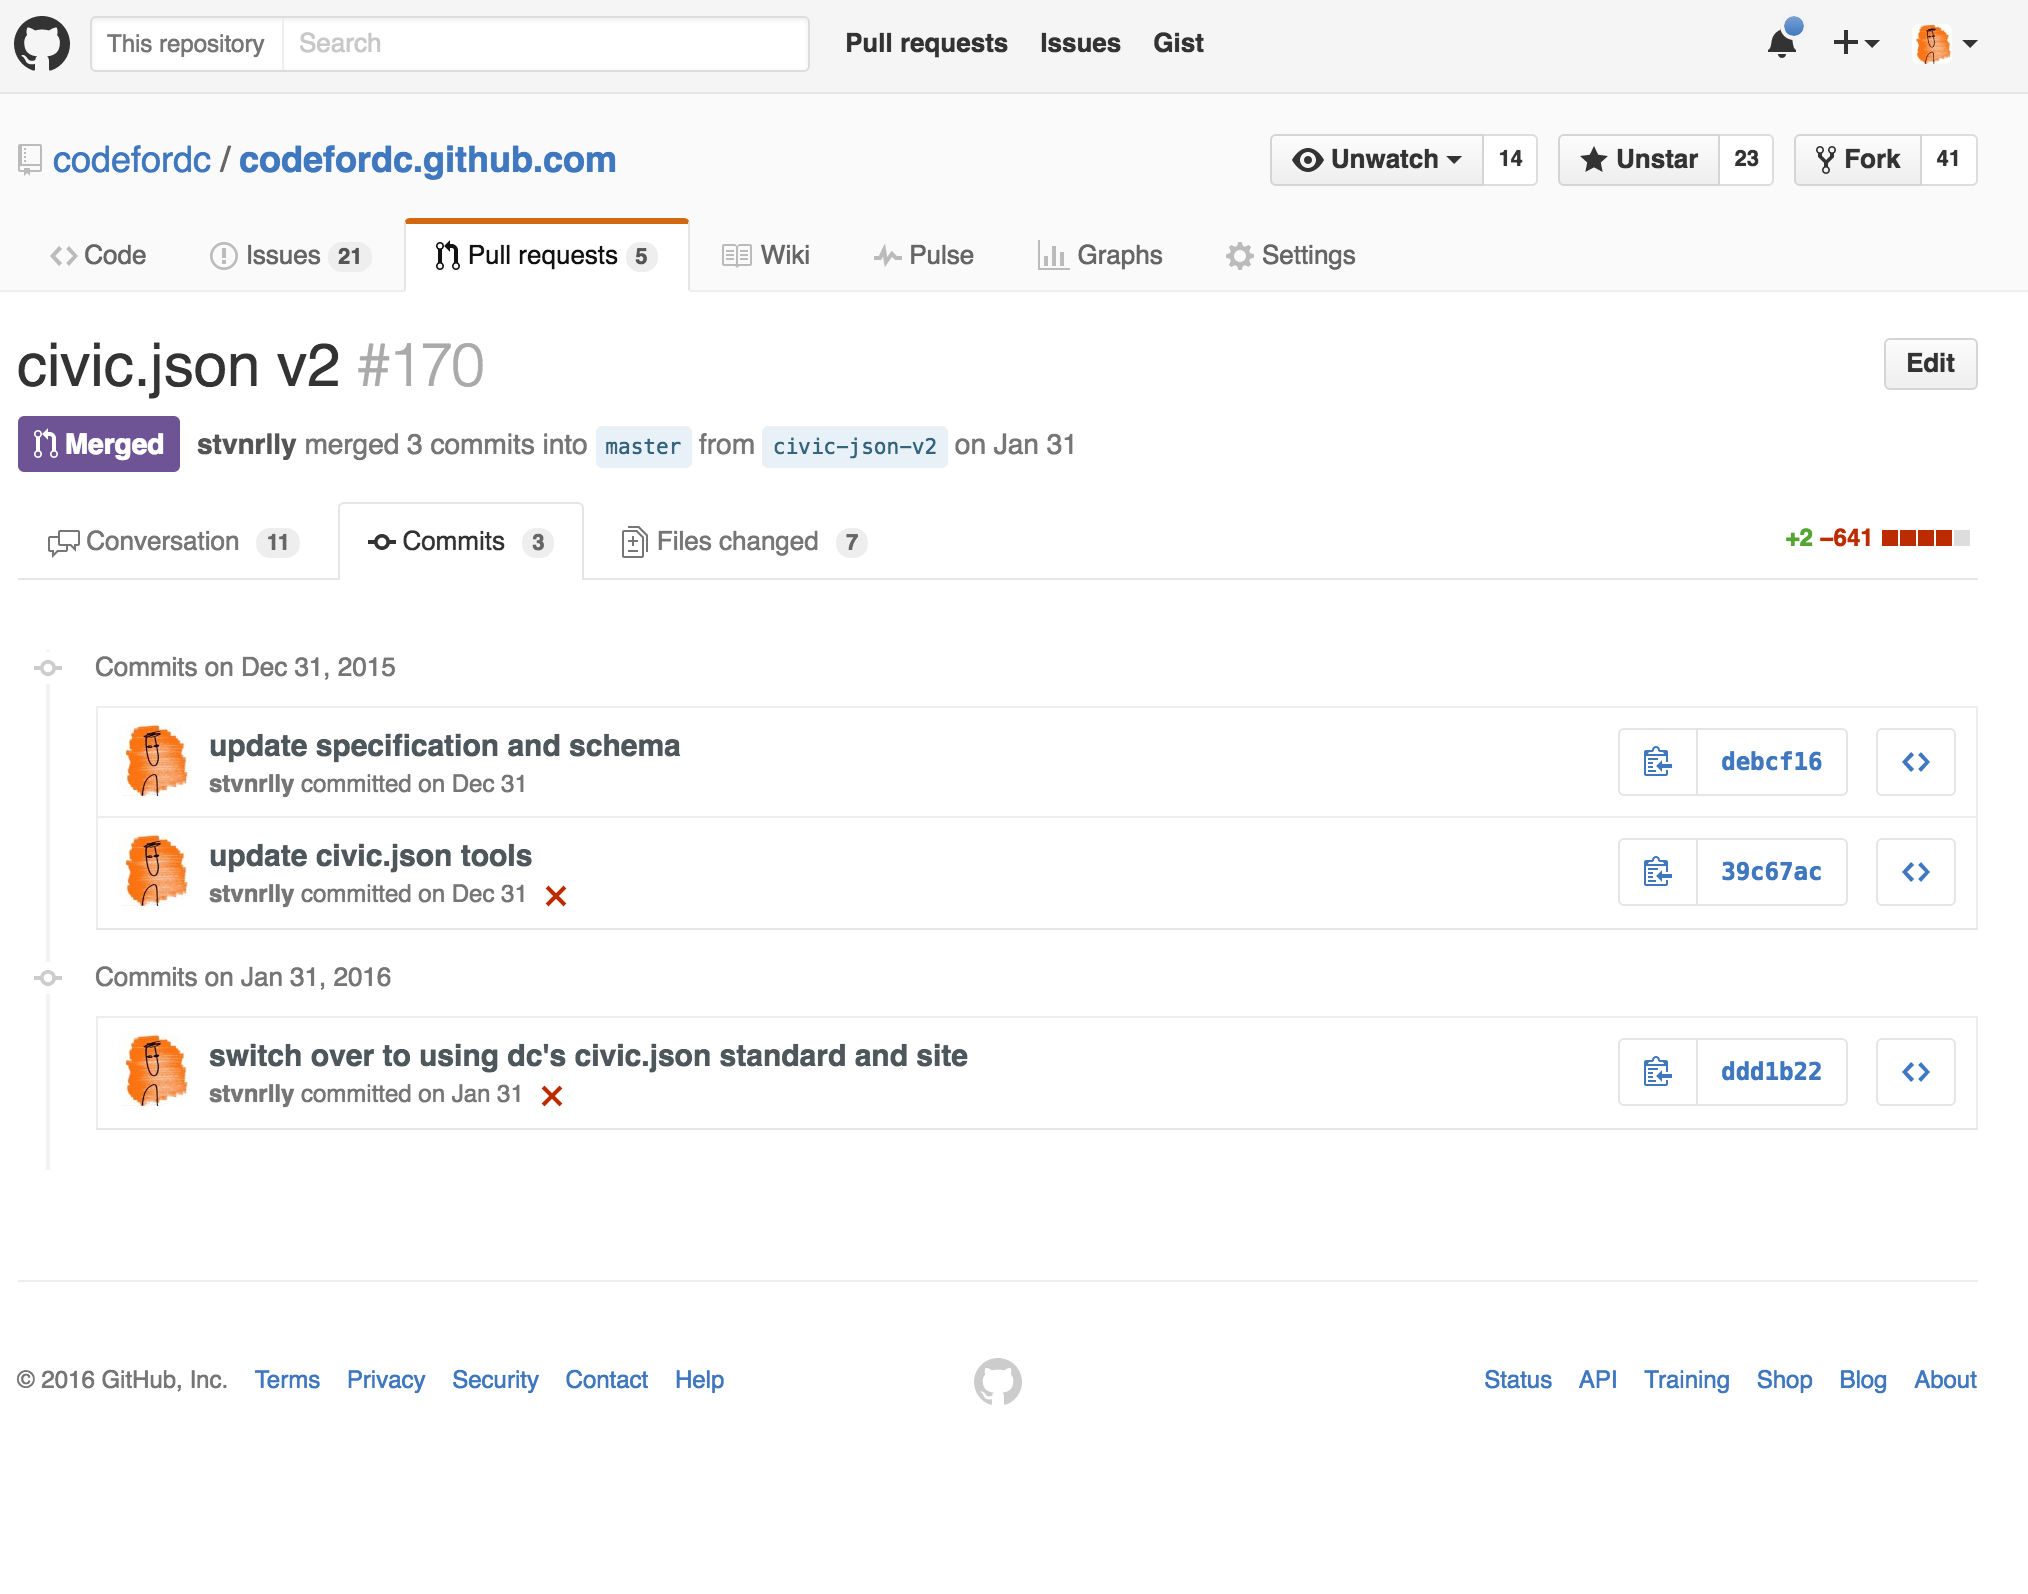 This repository Search Pull requests Issues Gist
codefordc / codefordc.github.com Unwatch 14 Unstar 23 Fork 41
Code Issues 21 Pull requests 5 Wiki Pulse Graphs Settings
civic.json v2 #170 Edit
Merged stvnrlly merged 3 commits into master from civic-json-v2 on Jan 31
Conversation 11 Commits 3 Files changed 7 +2 −641
Commits on Dec 31, 2015
update specification and schema
stvnrlly committed on Dec 31
debcf16
update civic.json tools
stvnrlly committed on Dec 31
39c67ac
Commits on Jan 31, 2016
switch over to using dc's civic.json standard and site
stvnrlly committed on Jan 31
ddd1b22
© 2016 GitHub, Inc. Terms Privacy Security Contact Help Status API Training Shop Blog About